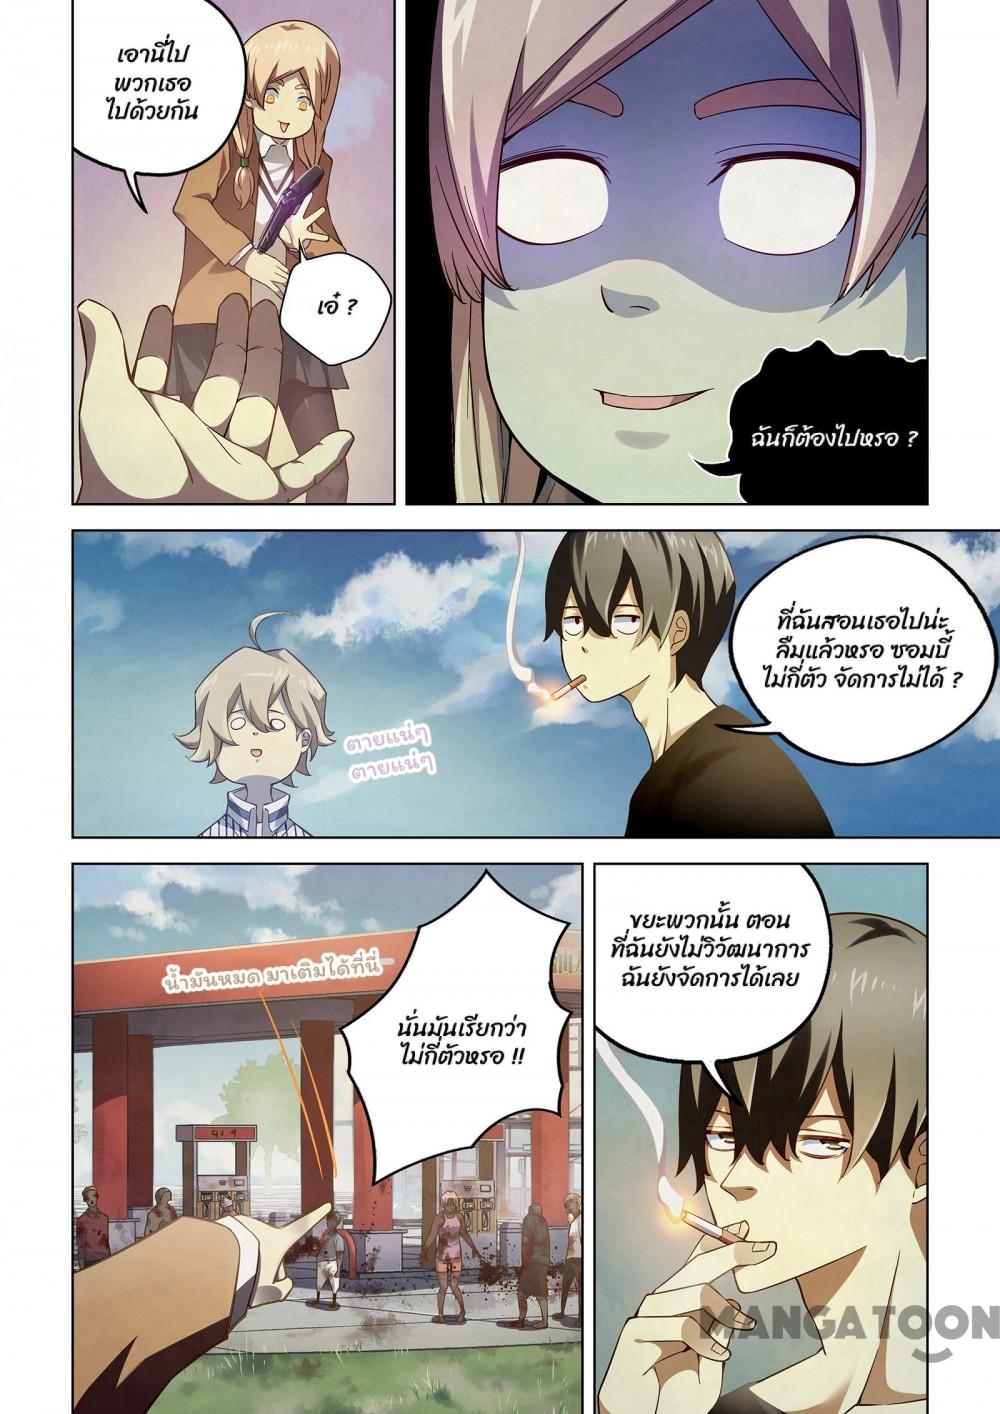 เอานี่ไป
พวกเธอ
ไปด้วยกัน
เอ๋ ?
ฉันก็ต้องไปหรอ ?
ที่ฉันสอนเธอไปน่ะ
ลืมแล้วหรอ ซอมบี้
ไม่กี่ตัว จัดการไม่ได้ ?
ตายแน่ๆ
ตายแน่ๆ
น้ำมันหมด มาเติมได้ที่นี่
นั่นมันเรียกว่า
ไม่กี่ตัวหรอ !!
ขยะพวกนั้น ตอน
ที่ฉันยังไม่วิวัฒนาการ
ฉันยังจัดการได้เลย
MANGATOON